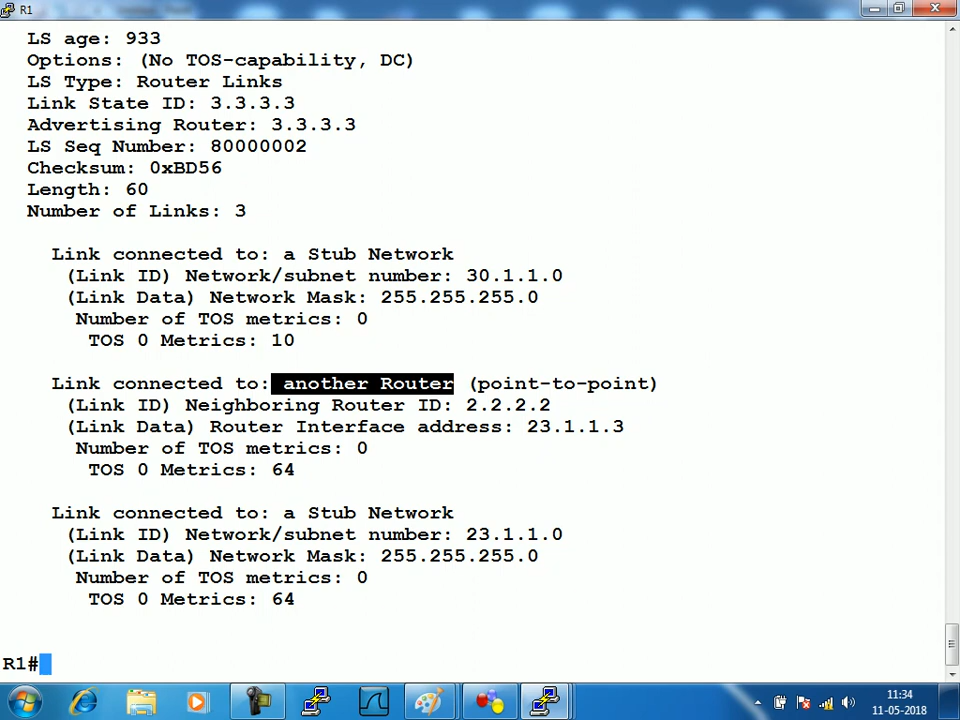 R1
LS age: 933
Options: (No TOS-capability, DC)
LS Type: Router Links
Link State ID: 3.3.3.3
Advertising Router: 3.3.3.3
LS Seq Number: 80000002
Checksum: 0xBD56
Length: 60
Number of Links: 3
Link connected to: a Stub Network
(Link ID) Network/subnet number: 30.1.1.0
(Link Data) Network Mask: 255.255.255.0
Number of TOS metrics: 0
TOS 0 Metrics: 10
Link connected to: another Router (point-to-point)
(Link ID) Neighboring Router ID: 2.2.2.2
(Link Data) Router Interface address: 23.1.1.3
Number of TOS metrics: 0
TOS 0 Metrics: 64
Link connected to: a Stub Network
(Link ID) Network/subnet number: 23.1.1.0
(Link Data) Network Mask: 255.255.255.0
Number of TOS metrics: 0
TOS 0 Metrics: 64
R1#
11:34
11-05-2018